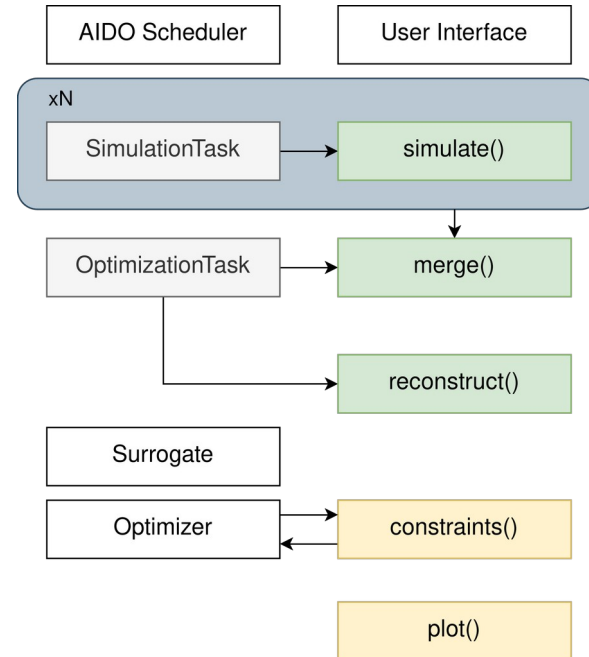 AIDO Scheduler
User Interface
xN
SimulationTask
simulate()
OptimizationTask
merge()
reconstruct()
Surrogate
Optimizer
constraints()
plot()